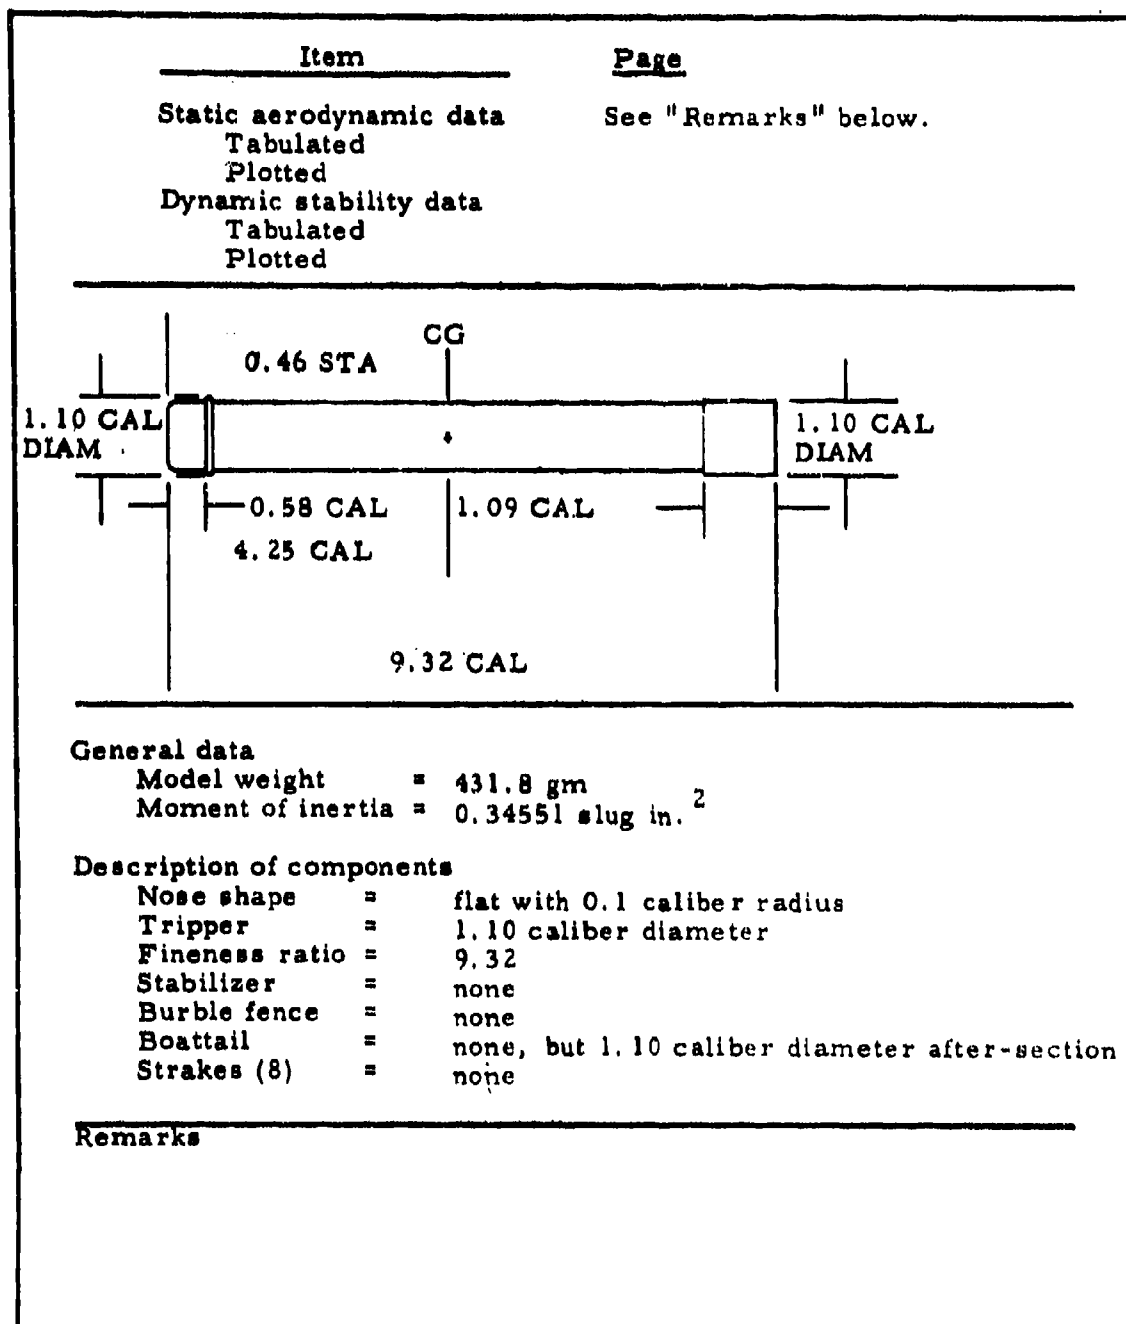 Item Page
Static aerodynamic data See "Remarks" below.
Tabulated
Plotted
Dynamic stability data
Tabulated
Plotted
CG
0.46 STA
1.10 CAL
DIAM
1.10 CAL
DIAM
0.58 CAL 1.09 CAL
4.25 CAL
9.32 CAL
General data
Model weight = 431.8 gm
Moment of inertia = 0.34551 slug in. 2
Description of components
Nose shape = flat with 0.1 caliber radius
Tripper = 1.10 caliber diameter
Fineness ratio = 9.32
Stabilizer = none
Burble fence = none
Boattail = none, but 1.10 caliber diameter after-section
Strakes (8) = none
Remarks